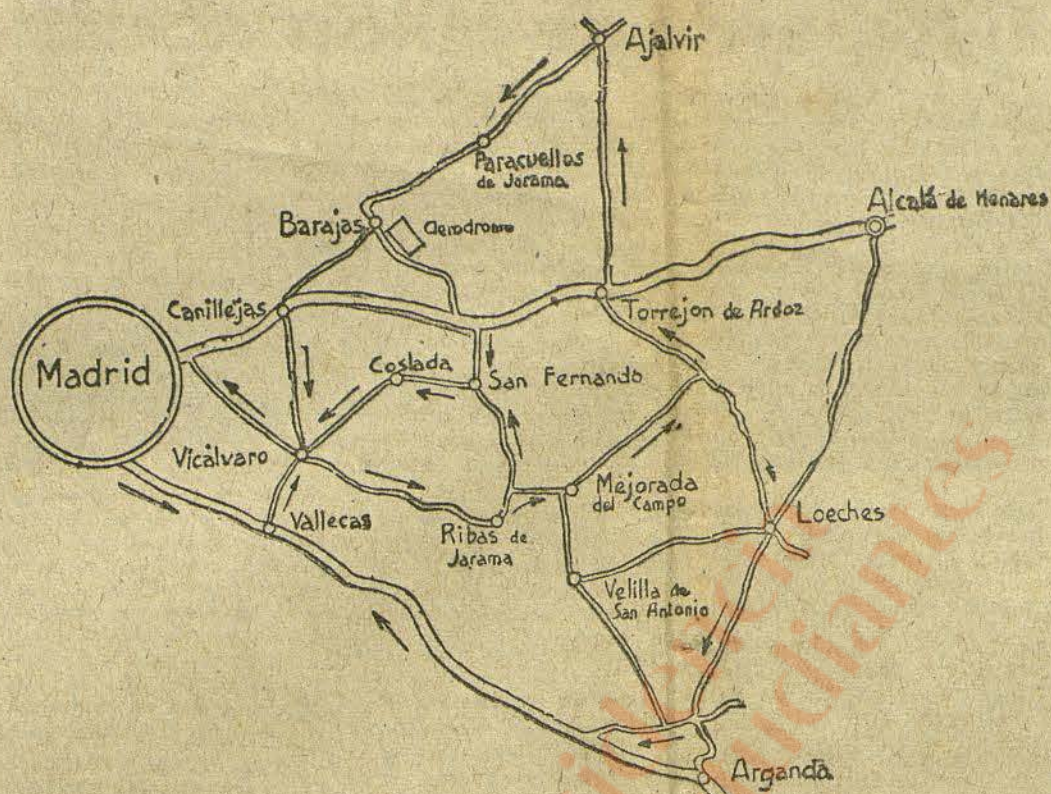 Ajalvir
Paracuellos
de Jarama
Alcalá de Henares
Barajas
Aerodromo
Canillejas
Torrejon de Ardoz
Madrid
Coslada
San Fernando
Vicálvaro
Mejorada
del Campo
Loeches
Vallecas
Ribas de
Jarama
Velilla de
San Antonio
Arganda